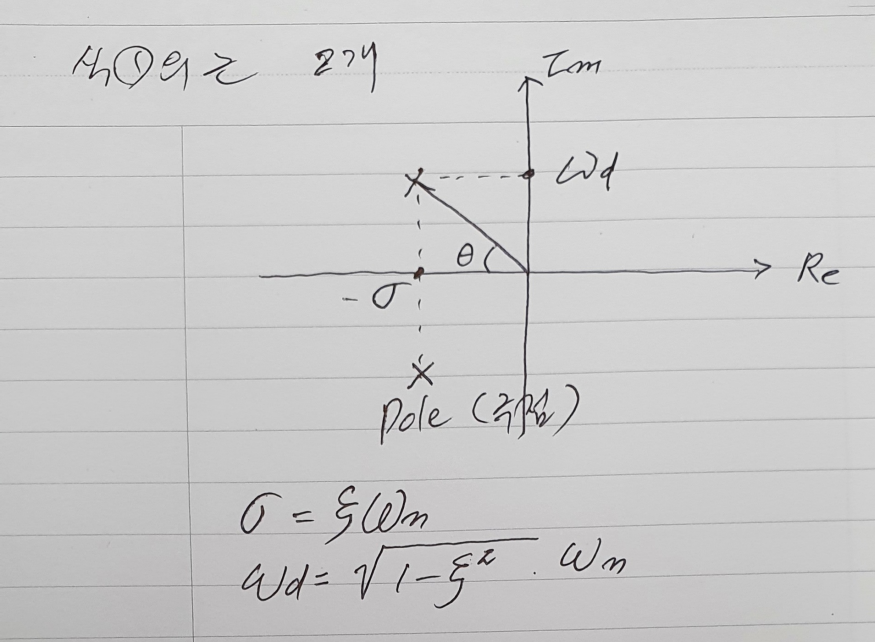 식①의 근 2개
Im
ωd
θ
Re
-σ
Pole (극점)
σ = ξωn
ωd = √(1-ξ²) · ωn